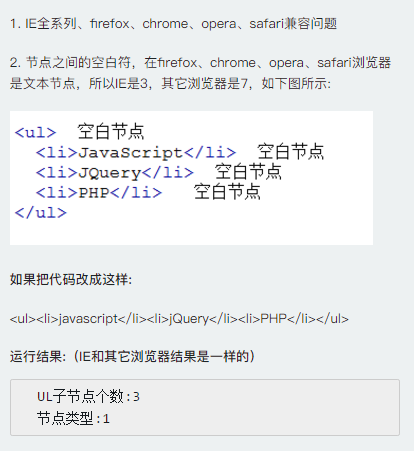 1. IE全系列、firefox、chrome、opera、safari兼容问题
2. 节点之间的空白符，在firefox、chrome、opera、safari浏览器
是文本节点，所以IE是3，其它浏览器是7，如下图所示:
<ul>  空白节点
  <li>JavaScript</li>  空白节点
  <li>JQuery</li>  空白节点
  <li>PHP</li>   空白节点
</ul>
如果把代码改成这样:
<ul><li>javascript</li><li>jQuery</li><li>PHP</li></ul>
运行结果:（IE和其它浏览器结果是一样的）
UL子节点个数:3
节点类型:1